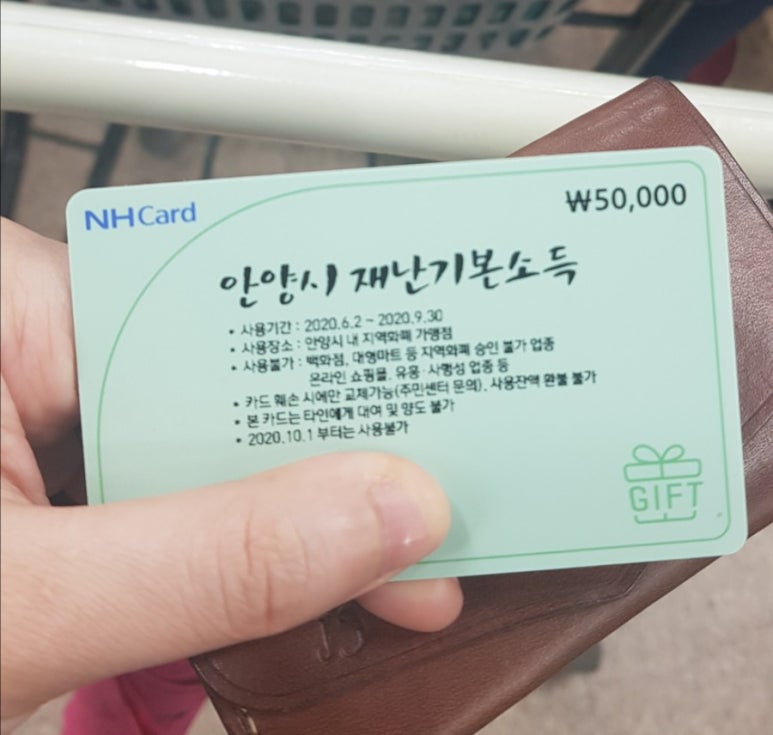 NHCard
₩50,000
안양시 재난기본소득
• 사용기간 : 2020.6.2 ~ 2020.9.30
• 사용장소 : 안양시 내 지역화폐 가맹점
• 사용불가 : 백화점, 대형마트 등 지역화폐 승인 불가 업종
온라인 쇼핑몰, 유흥·사행성 업종 등
• 카드 훼손 시에만 교체가능(주민센터 문의), 사용잔액 환불 불가
• 본 카드는 타인에게 대여 및 양도 불가
• 2020.10.1 부터는 사용불가
GIFT